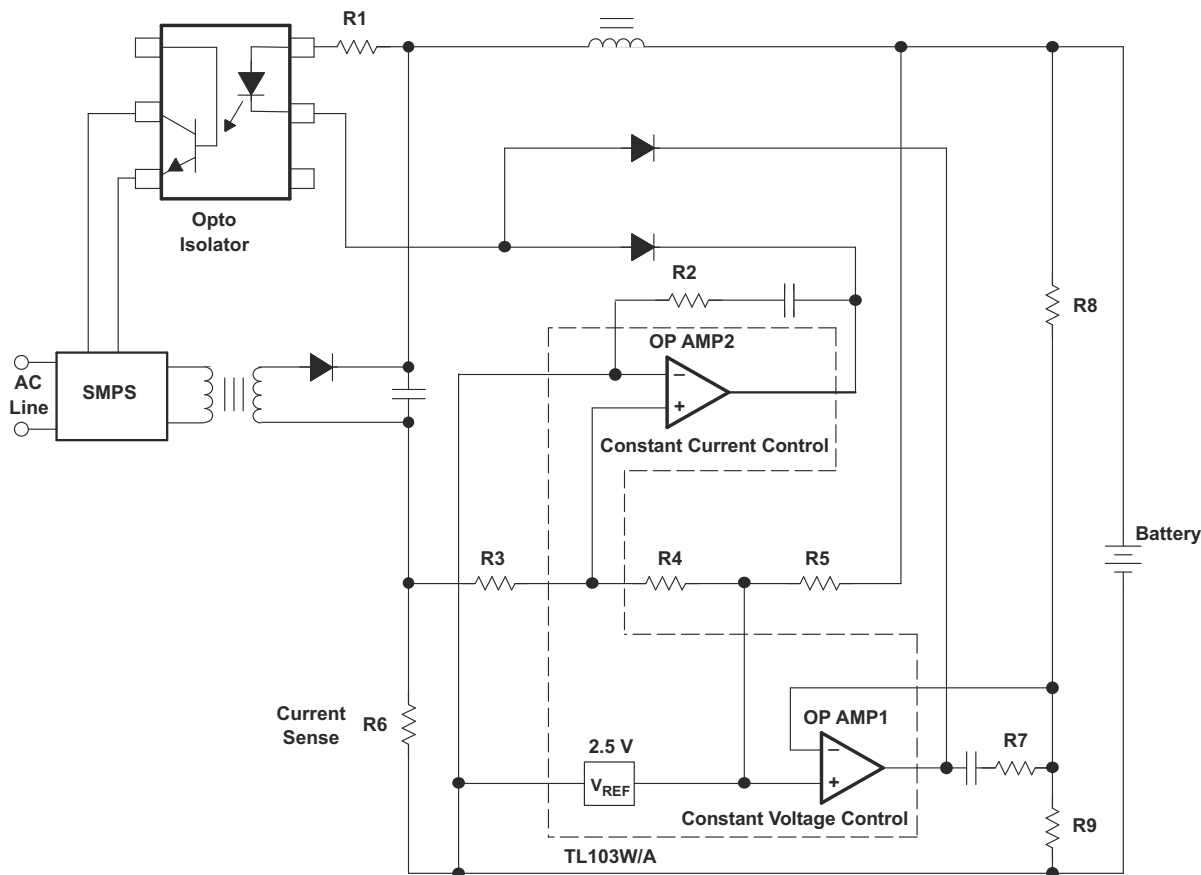 R1
Opto
Isolator
R2
R8
OP AMP2
AC
Line
SMPS
−
+
Constant Current Control
Battery
R3
R4
R5
OP AMP1
Current
Sense
R6
R7
2.5 V
−
VREF
+
Constant Voltage Control
R9
TL103W/A